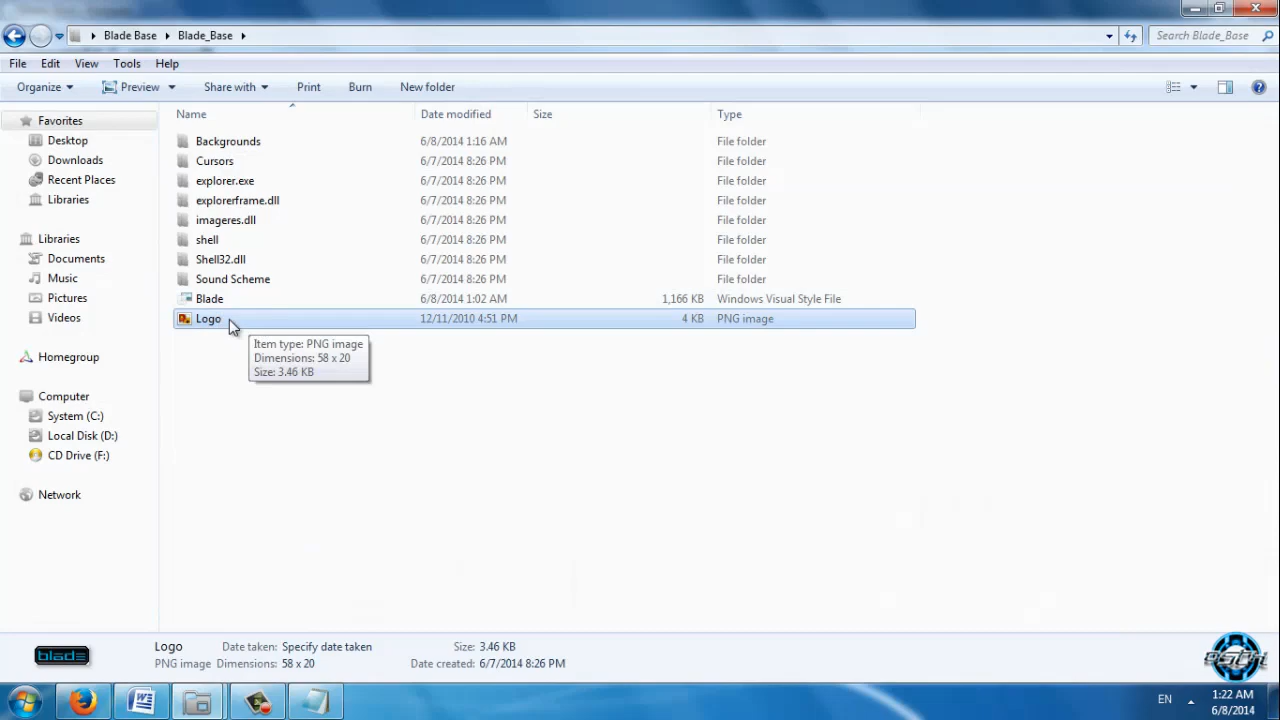 Blade Base Blade_Base Search Blade_Base
File Edit View Tools Help
Organize Preview Share with Print Burn New folder
Name Date modified Size Type
Favorites
Desktop
Downloads
Recent Places
Libraries
Libraries
Documents
Music
Pictures
Videos
Homegroup
Computer
System (C:)
Local Disk (D:)
CD Drive (F:)
Network
Backgrounds 6/8/2014 1:16 AM File folder
Cursors 6/7/2014 8:26 PM File folder
explorer.exe 6/7/2014 8:26 PM File folder
explorerframe.dll 6/7/2014 8:26 PM File folder
imageres.dll 6/7/2014 8:26 PM File folder
shell 6/7/2014 8:26 PM File folder
Shell32.dll 6/7/2014 8:26 PM File folder
Sound Scheme 6/7/2014 8:26 PM File folder
Blade 6/8/2014 1:02 AM 1,166 KB Windows Visual Style File
Logo 12/11/2010 4:51 PM 4 KB PNG image
Item type: PNG image
Dimensions: 58 x 20
Size: 3.46 KB
blade
Logo Date taken: Specify date taken Size: 3.46 KB
PNG image Dimensions: 58 x 20 Date created: 6/7/2014 8:26 PM
EN 1:22 AM
6/8/2014